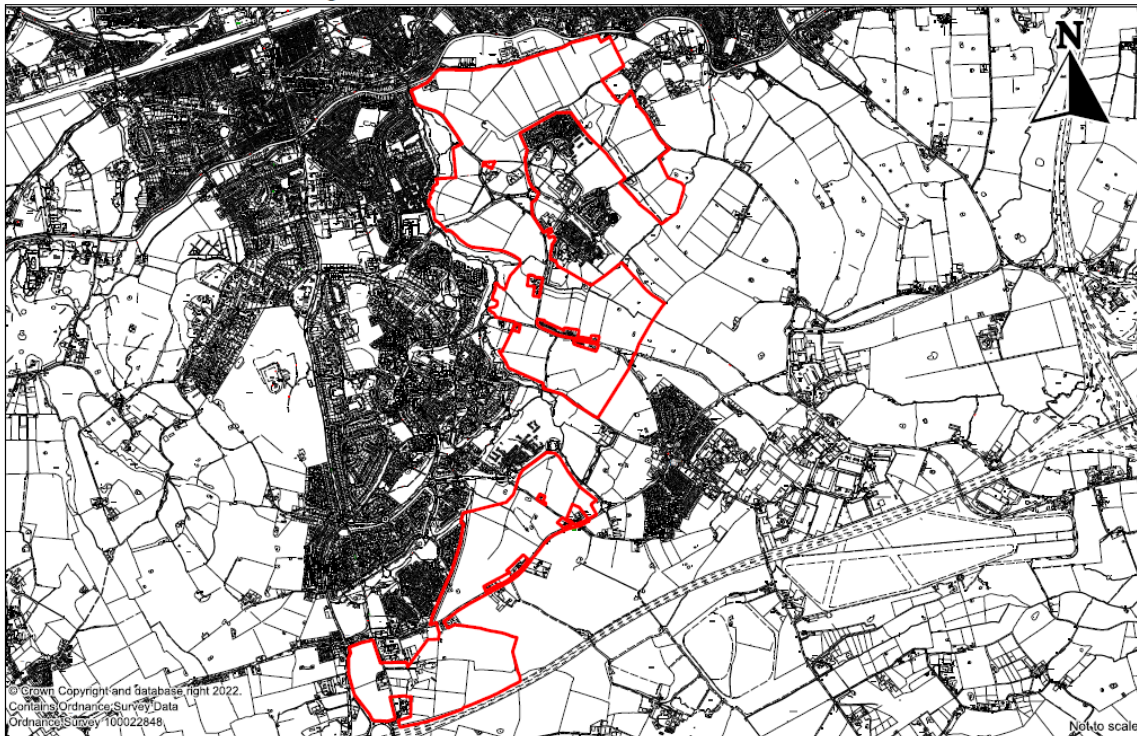 N
© Crown Copyright and database right 2022.
Contains Ordnance Survey Data
Ordnance Survey 100022848
Not to scale